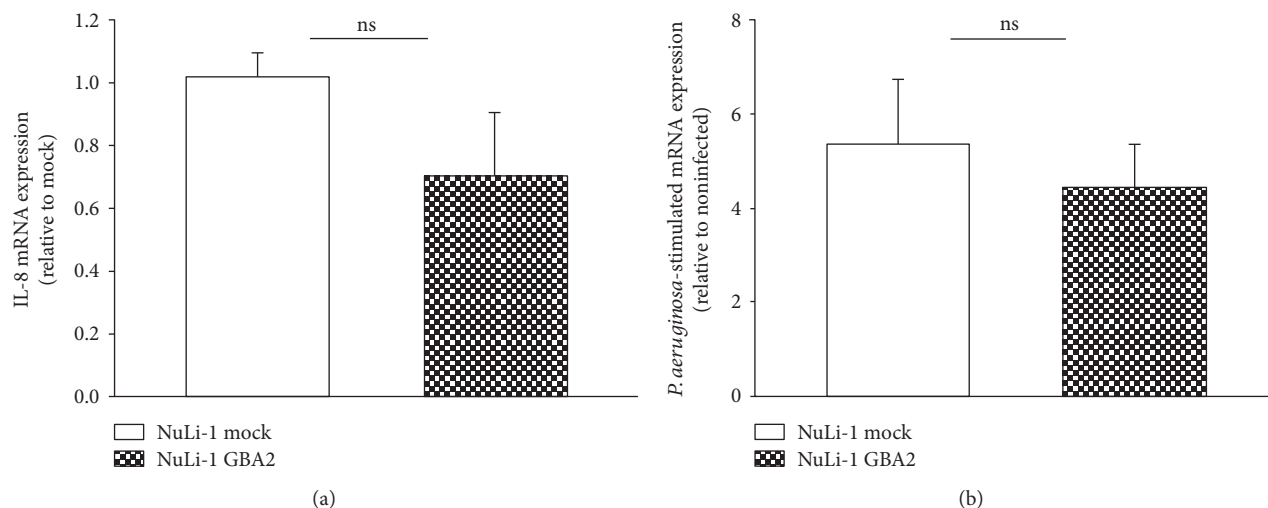 IL-8 mRNA expression
(relative to mock)
1.2
1.0
0.8
0.6
0.4
0.2
0.0
ns
NuLi-1 mock
NuLi-1 GBA2
(a)
P. aeruginosa-stimulated mRNA expression
(relative to noninfected)
8
6
4
2
0
ns
NuLi-1 mock
NuLi-1 GBA2
(b)